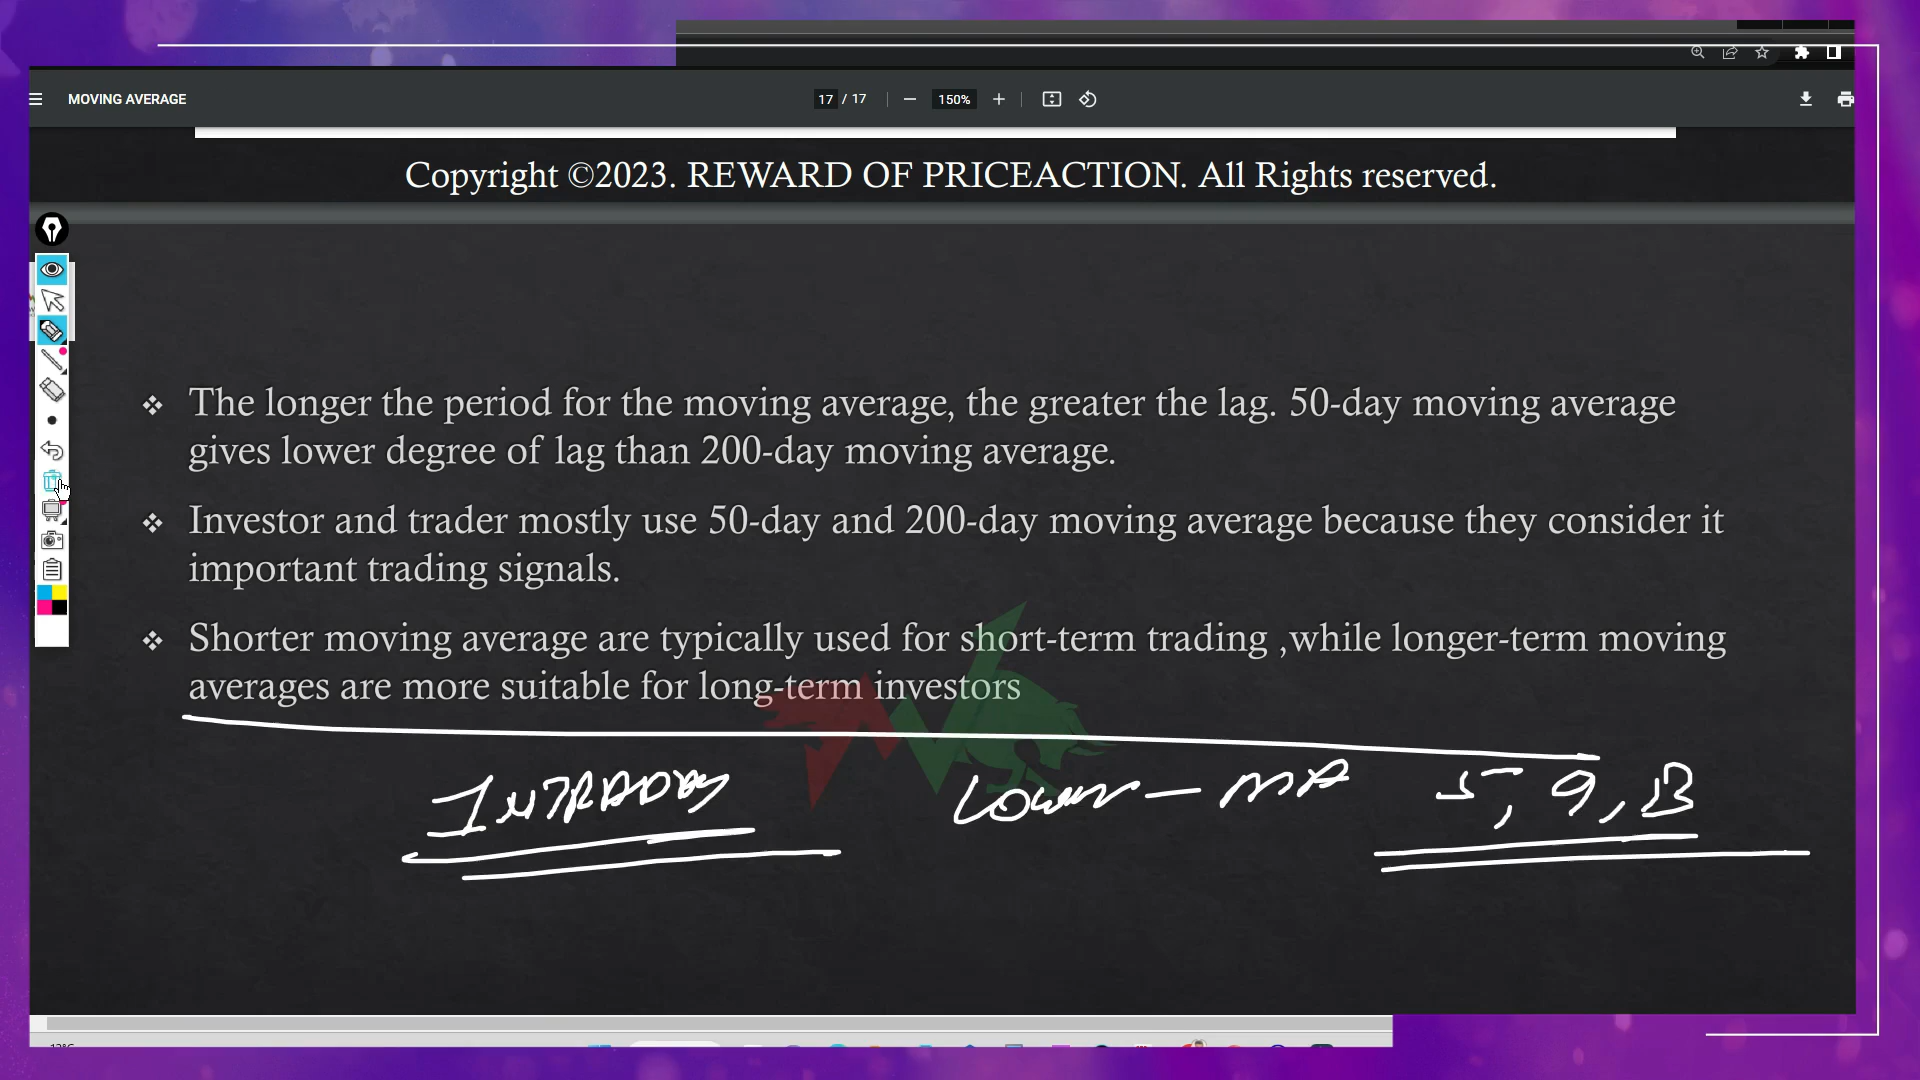 MOVING AVERAGE 17 / 17 150%
Copyright ©2023. REWARD OF PRICEACTION. All Rights reserved.
❖ The longer the period for the moving average, the greater the lag. 50-day moving average
gives lower degree of lag than 200-day moving average.
❖ Investor and trader mostly use 50-day and 200-day moving average because they consider it
important trading signals.
❖ Shorter moving average are typically used for short-term trading ,while longer-term moving
averages are more suitable for long-term investors
INTRADAY Lower - MA 5, 9, 13